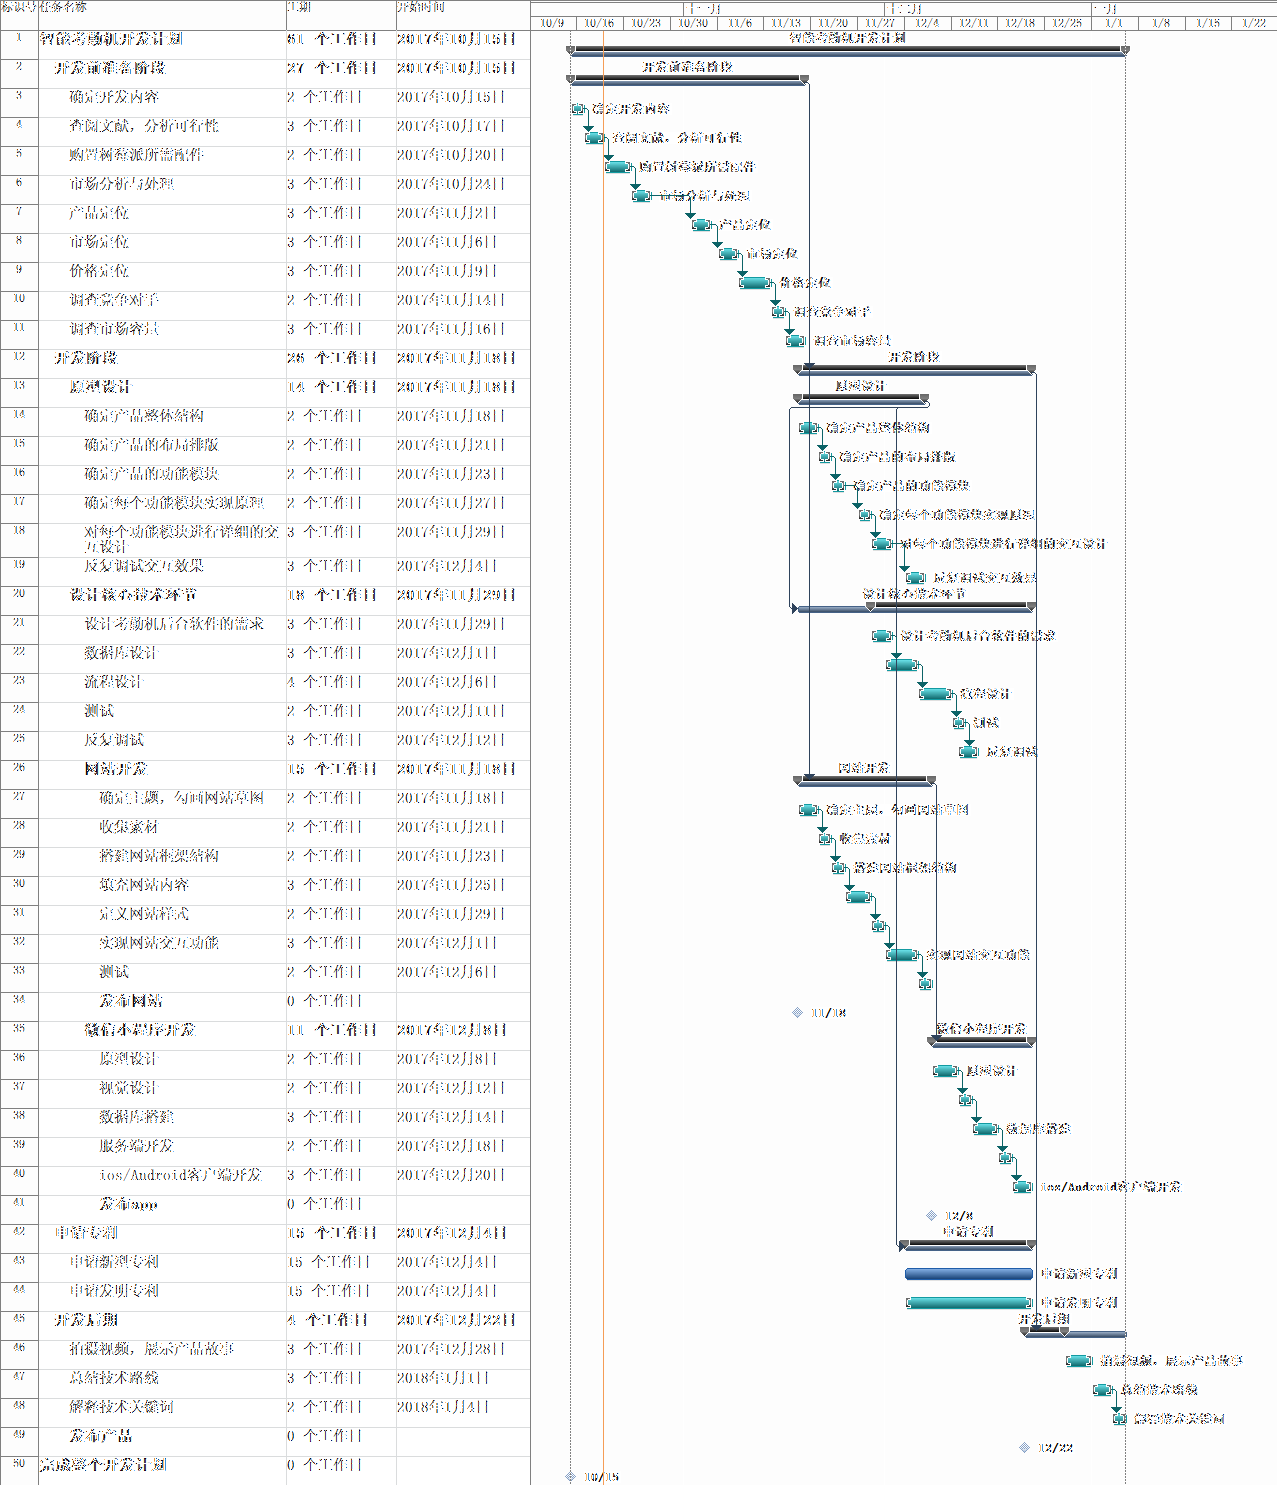 标识号 任务名称 工期 开始时间
十一月 十二月 一月
10/9 10/16 10/23 10/30 11/6 11/13 11/20 11/27 12/4 12/11 12/18 12/25 1/1 1/8 1/15 1/22
1 智能考勤机开发计划 61 个工作日 2017年10月15日 智能考勤机开发计划
2 开发前准备阶段 27 个工作日 2017年10月15日 开发前准备阶段
3 确定开发内容 2 个工作日 2017年10月15日 确定开发内容
4 查阅文献，分析可行性 3 个工作日 2017年10月17日 查阅文献，分析可行性
5 购置树莓派所需配件 2 个工作日 2017年10月20日 购置树莓派所需配件
6 市场分析与处理 3 个工作日 2017年10月24日 市场分析与处理
7 产品定位 3 个工作日 2017年11月2日 产品定位
8 市场定位 3 个工作日 2017年11月6日 市场定位
9 价格定位 3 个工作日 2017年11月9日 价格定位
10 调查竞争对手 2 个工作日 2017年11月14日 调查竞争对手
11 调查市场容量 3 个工作日 2017年11月16日 调查市场容量
12 开发阶段 26 个工作日 2017年11月18日 开发阶段
13 原型设计 14 个工作日 2017年11月18日 原型设计
14 确定产品整体结构 2 个工作日 2017年11月18日 确定产品整体结构
15 确定产品的布局排版 2 个工作日 2017年11月21日 确定产品的布局排版
16 确定产品的功能模块 2 个工作日 2017年11月23日 确定产品的功能模块
17 确定每个功能模块实现原理 2 个工作日 2017年11月27日 确定每个功能模块实现原理
18 对每个功能模块进行详细的交 3 个工作日 2017年11月29日 对每个功能模块进行详细的交互设计
互设计
19 反复调试交互效果 3 个工作日 2017年12月4日 反复调试交互效果
20 设计核心技术环节 18 个工作日 2017年11月29日 设计核心技术环节
21 设计考勤机后台软件的需求 3 个工作日 2017年11月29日 设计考勤机后台软件的需求
22 数据库设计 3 个工作日 2017年12月1日
23 流程设计 4 个工作日 2017年12月6日 流程设计
24 测试 2 个工作日 2017年12月11日 测试
25 反复调试 3 个工作日 2017年12月12日 反复调试
26 网站开发 15 个工作日 2017年11月18日 网站开发
27 确定主题，勾画网站草图 2 个工作日 2017年11月18日 确定主题，勾画网站草图
28 收集素材 2 个工作日 2017年11月21日 收集素材
29 搭建网站框架结构 2 个工作日 2017年11月23日 搭建网站框架结构
30 填充网站内容 3 个工作日 2017年11月25日
31 定义网站样式 2 个工作日 2017年11月29日
32 实现网站交互功能 3 个工作日 2017年12月1日 实现网站交互功能
33 测试 2 个工作日 2017年12月6日
34 发布网站 0 个工作日 11/18
35 微信小程序开发 11 个工作日 2017年12月8日 微信小程序开发
36 原型设计 2 个工作日 2017年12月8日 原型设计
37 视觉设计 2 个工作日 2017年12月12日
38 数据库搭建 3 个工作日 2017年12月14日 数据库搭建
39 服务端开发 2 个工作日 2017年12月18日
40 ios/Android客户端开发 3 个工作日 2017年12月20日 ios/Android客户端开发
41 发布app 0 个工作日 12/8
42 申请专利 15 个工作日 2017年12月4日 申请专利
43 申请新型专利 15 个工作日 2017年12月4日 申请新型专利
44 申请发明专利 15 个工作日 2017年12月4日 申请发明专利
45 开发后期 4 个工作日 2017年12月22日 开发后期
46 拍摄视频，展示产品故事 3 个工作日 2017年12月28日 拍摄视频，展示产品故事
47 总结技术路线 3 个工作日 2018年1月1日 总结技术路线
48 解释技术关键词 2 个工作日 2018年1月4日 解释技术关键词
49 发布产品 0 个工作日 12/22
50 完成整个开发计划 0 个工作日 10/15